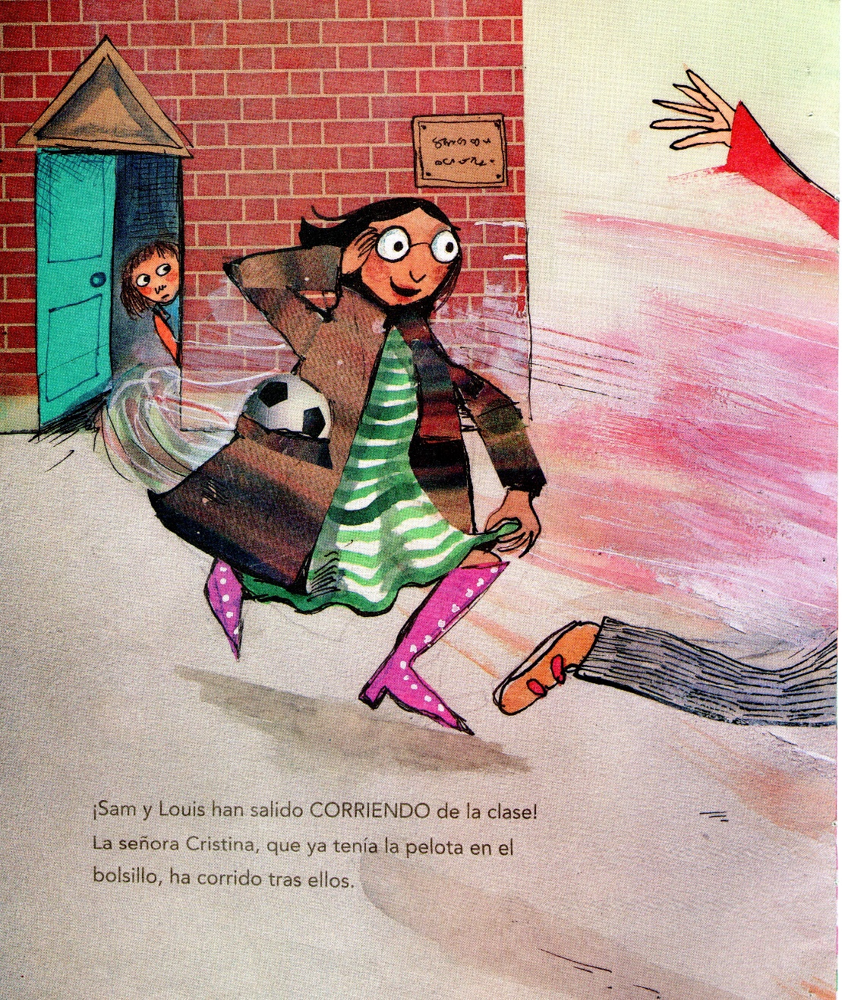 ¡Sam y Louis han salido CORRIENDO de la clase!
La señora Cristina, que ya tenía la pelota en el
bolsillo, ha corrido tras ellos.